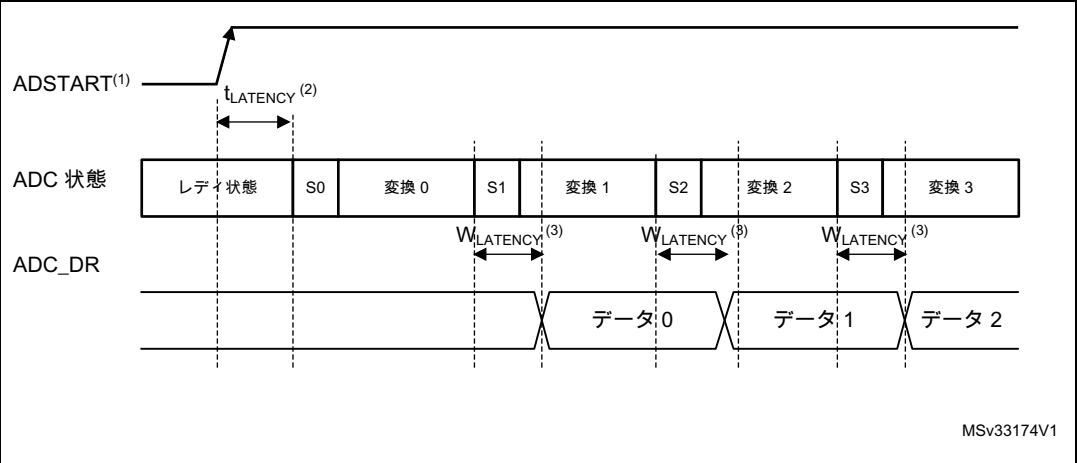 ADSTART(1)
tLATENCY (2)
ADC 状態
レディ状態 S0 変換 0 S1 変換 1 S2 変換 2 S3 変換 3
WLATENCY (3) WLATENCY (3) WLATENCY (3)
ADC_DR
データ 0 データ 1 データ 2
MSv33174V1